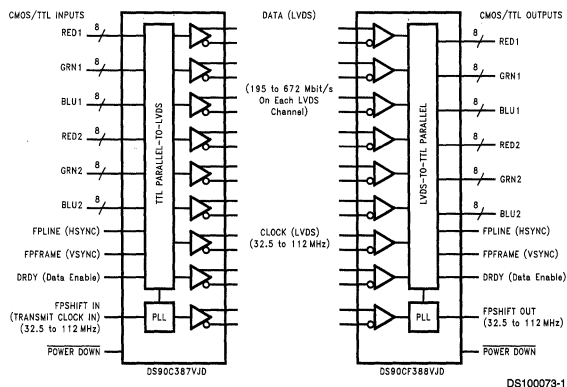 CMOS/TTL INPUTS
DATA (LVDS)
CMOS/TTL OUTPUTS
8
RED1
8
GRN1
8
BLU1
8
RED2
8
GRN2
8
BLU2
FPLINE (HSYNC)
FPFRAME (VSYNC)
DRDY (Data Enable)
FPSHIFT IN
(TRANSMIT CLOCK IN)
(32.5 to 112 MHz)
POWER DOWN
TTL PARALLEL-TO-LVDS
PLL
DS90C387VJD
(195 to 672 Mbit/s
On Each LVDS
Channel)
CLOCK (LVDS)
(32.5 to 112 MHz)
LVDS-TO-TTL PARALLEL
PLL
DS90CF388VJD
8
RED1
8
GRN1
8
BLU1
8
RED2
8
GRN2
8
BLU2
FPLINE (HSYNC)
FPFRAME (VSYNC)
DRDY (Data Enable)
FPSHIFT OUT
(32.5 to 112 MHz)
POWER DOWN
DS100073-1